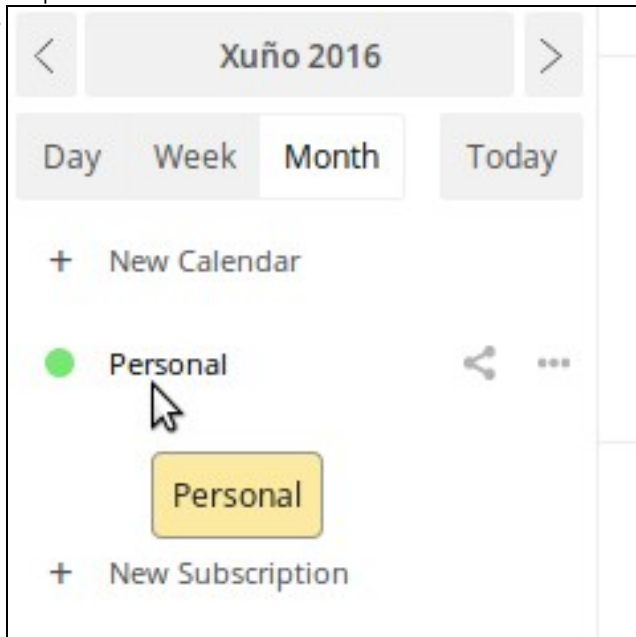 Xuño 2016
Day Week Month Today
+ New Calendar
Personal
Personal
+ New Subscription